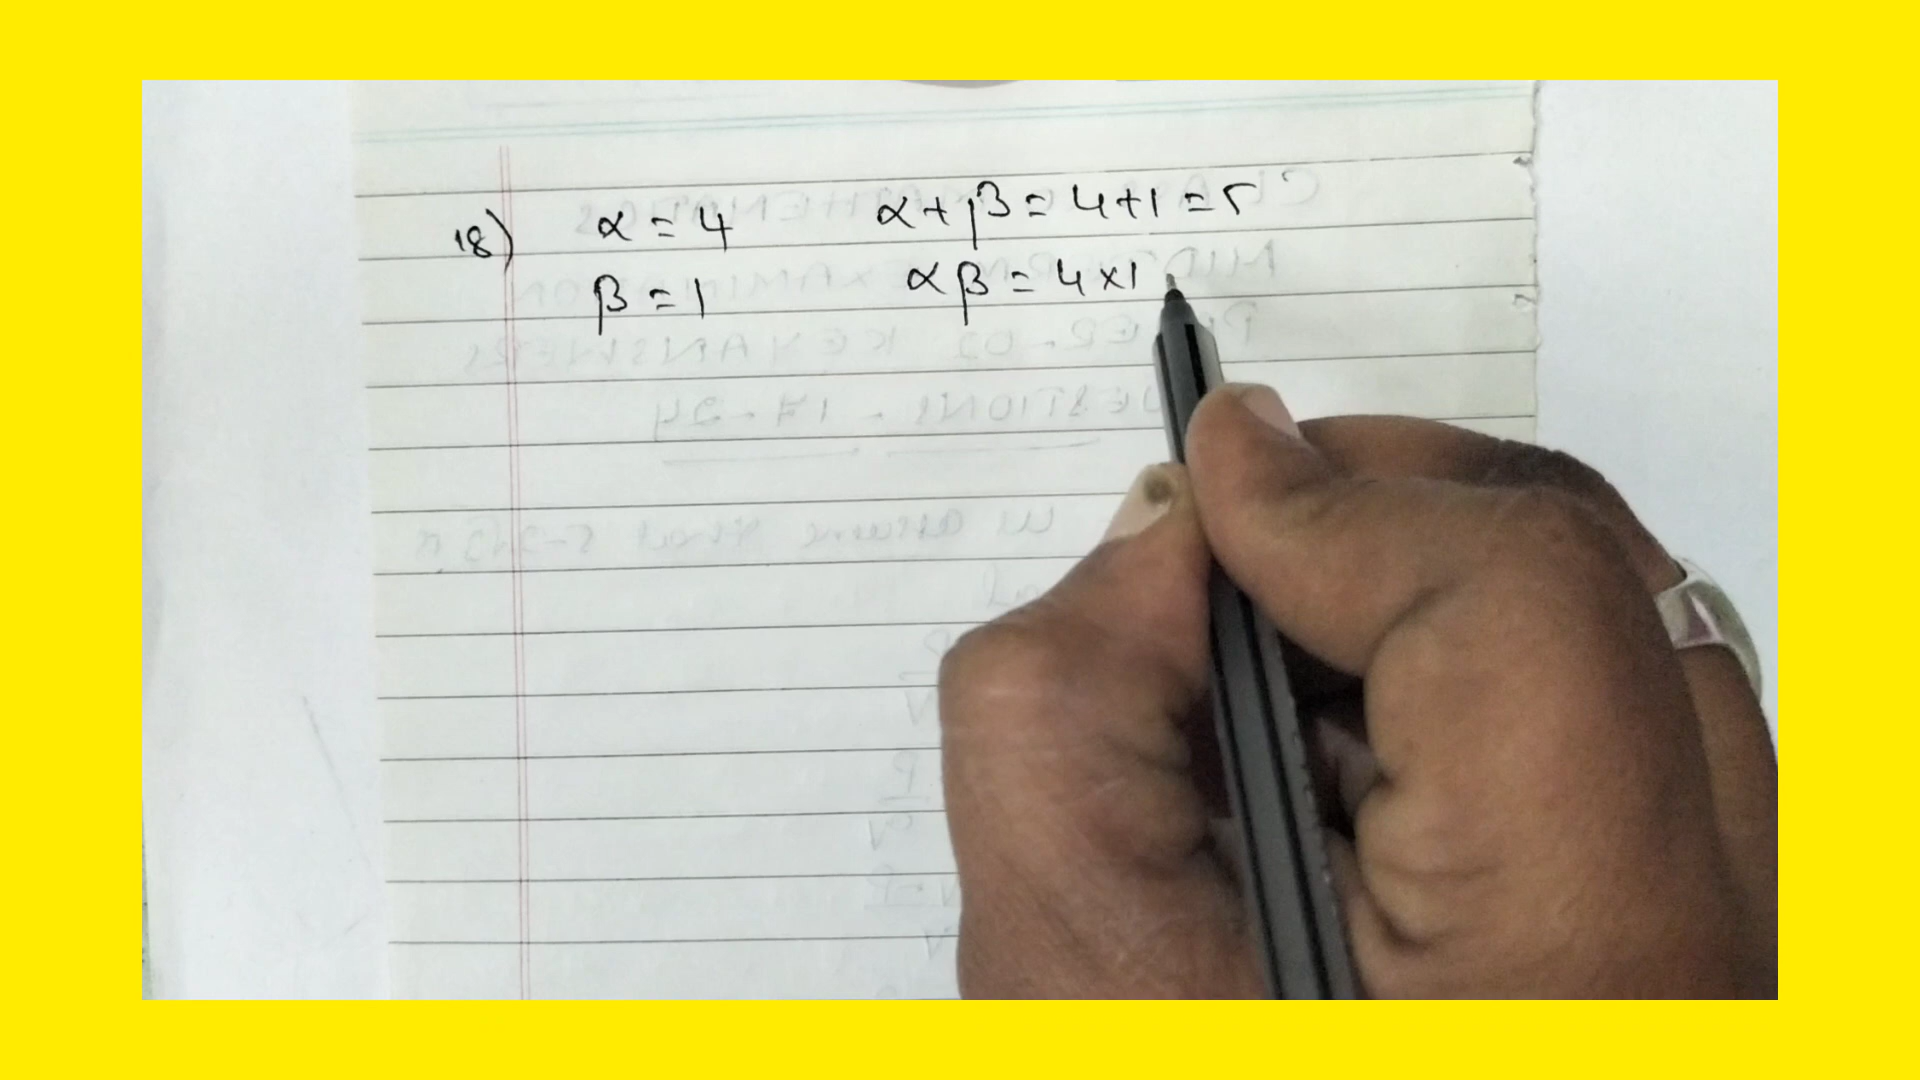 18) α = 4 α + β = 4+1 = 5
β = 1 αβ = 4×1